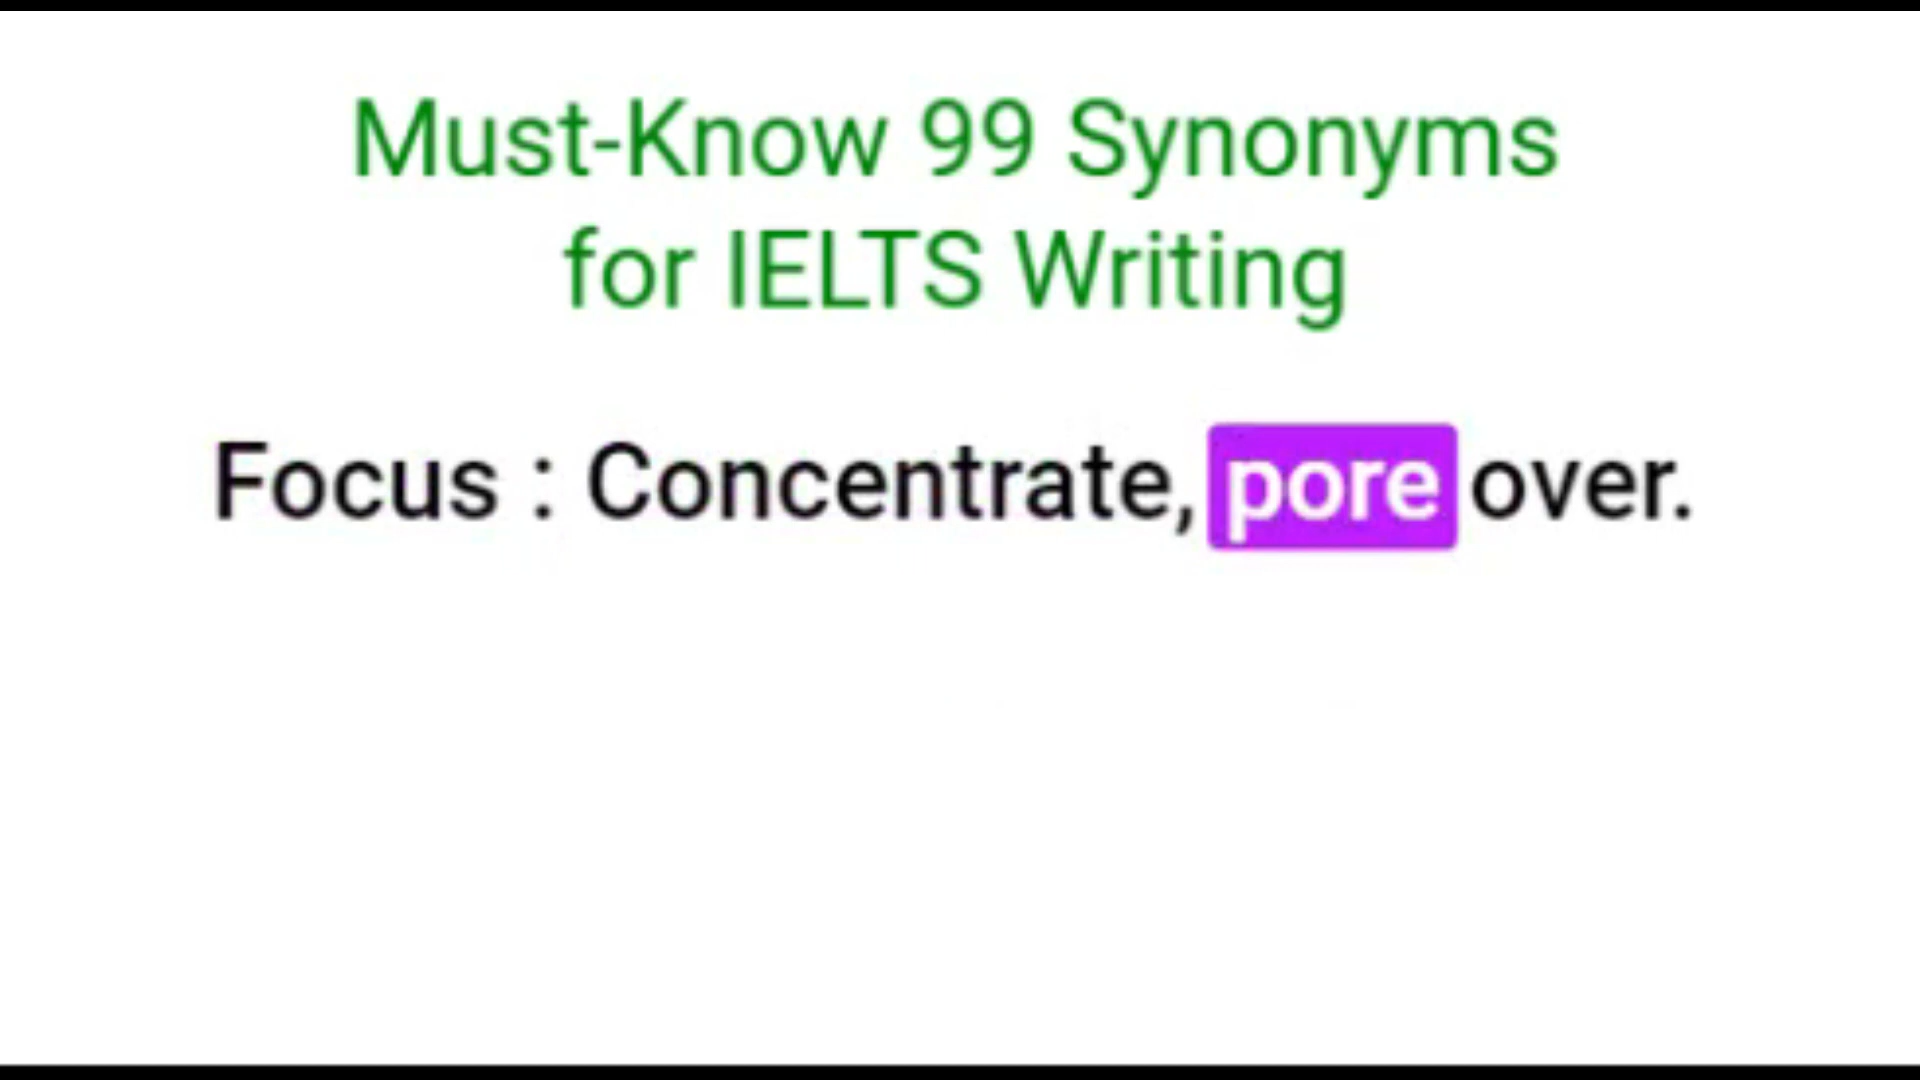 Must-Know 99 Synonyms
for IELTS Writing
Focus : Concentrate, pore over.